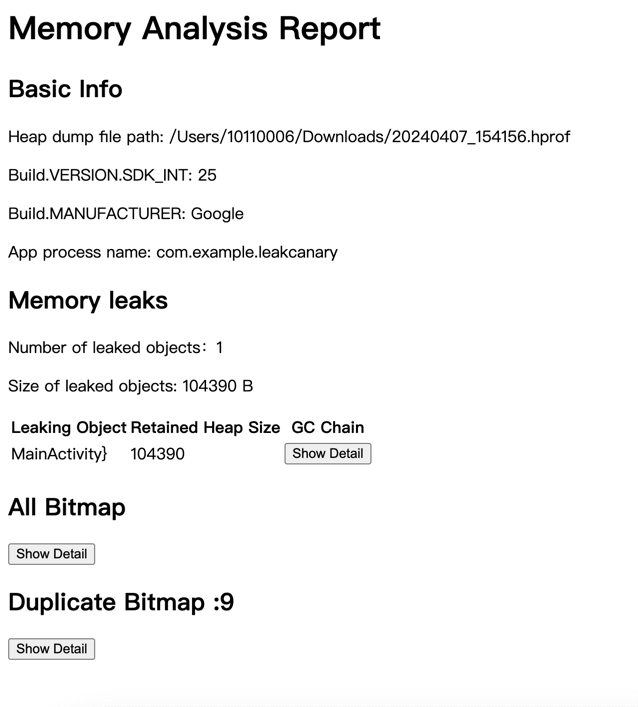 Memory Analysis Report
Basic Info
Heap dump file path: /Users/10110006/Downloads/20240407_154156.hprof
Build.VERSION.SDK_INT: 25
Build.MANUFACTURER: Google
App process name: com.example.leakcanary
Memory leaks
Number of leaked objects：1
Size of leaked objects: 104390 B
Leaking Object Retained Heap Size GC Chain
MainActivity} 104390 Show Detail
All Bitmap
Show Detail
Duplicate Bitmap :9
Show Detail